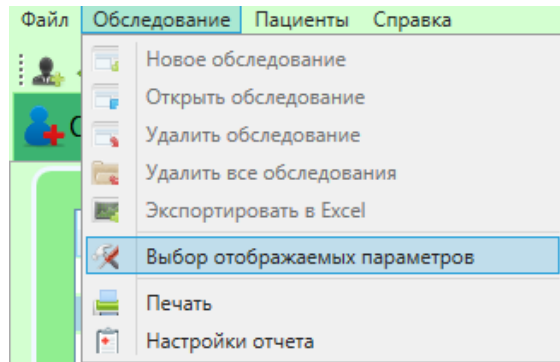 Файл Обследование Пациенты Справка
Новое обследование
Открыть обследование
Удалить обследование
Удалить все обследования
Экспортировать в Excel
Выбор отображаемых параметров
Печать
Настройки отчета